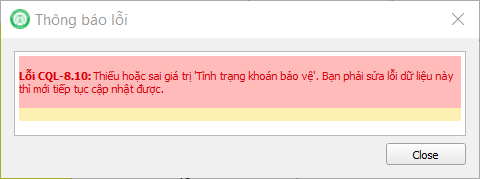 Thông báo lỗi
Lỗi CQL-8.10: Thiếu hoặc sai giá trị 'Tình trạng khoán bảo vệ'. Bạn phải sửa lỗi dữ liệu này
thì mới tiếp tục cập nhật được.
Close